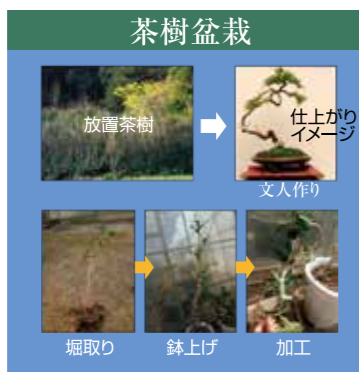 茶樹盆栽
放置茶樹
仕上がり
イメージ
文人作り
堀取り
鉢上げ
加工